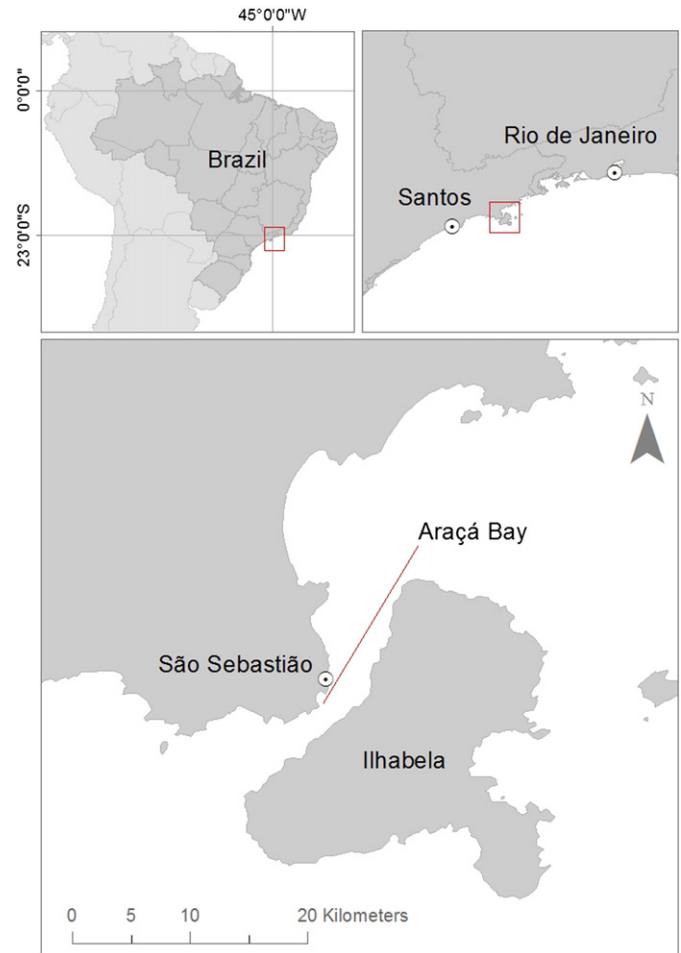 45°0'0"W
0°0'0"
23°0'0"S
Brazil
Rio de Janeiro
Santos
N
Araçá Bay
São Sebastião
Ilhabela
0 5 10 20 Kilometers